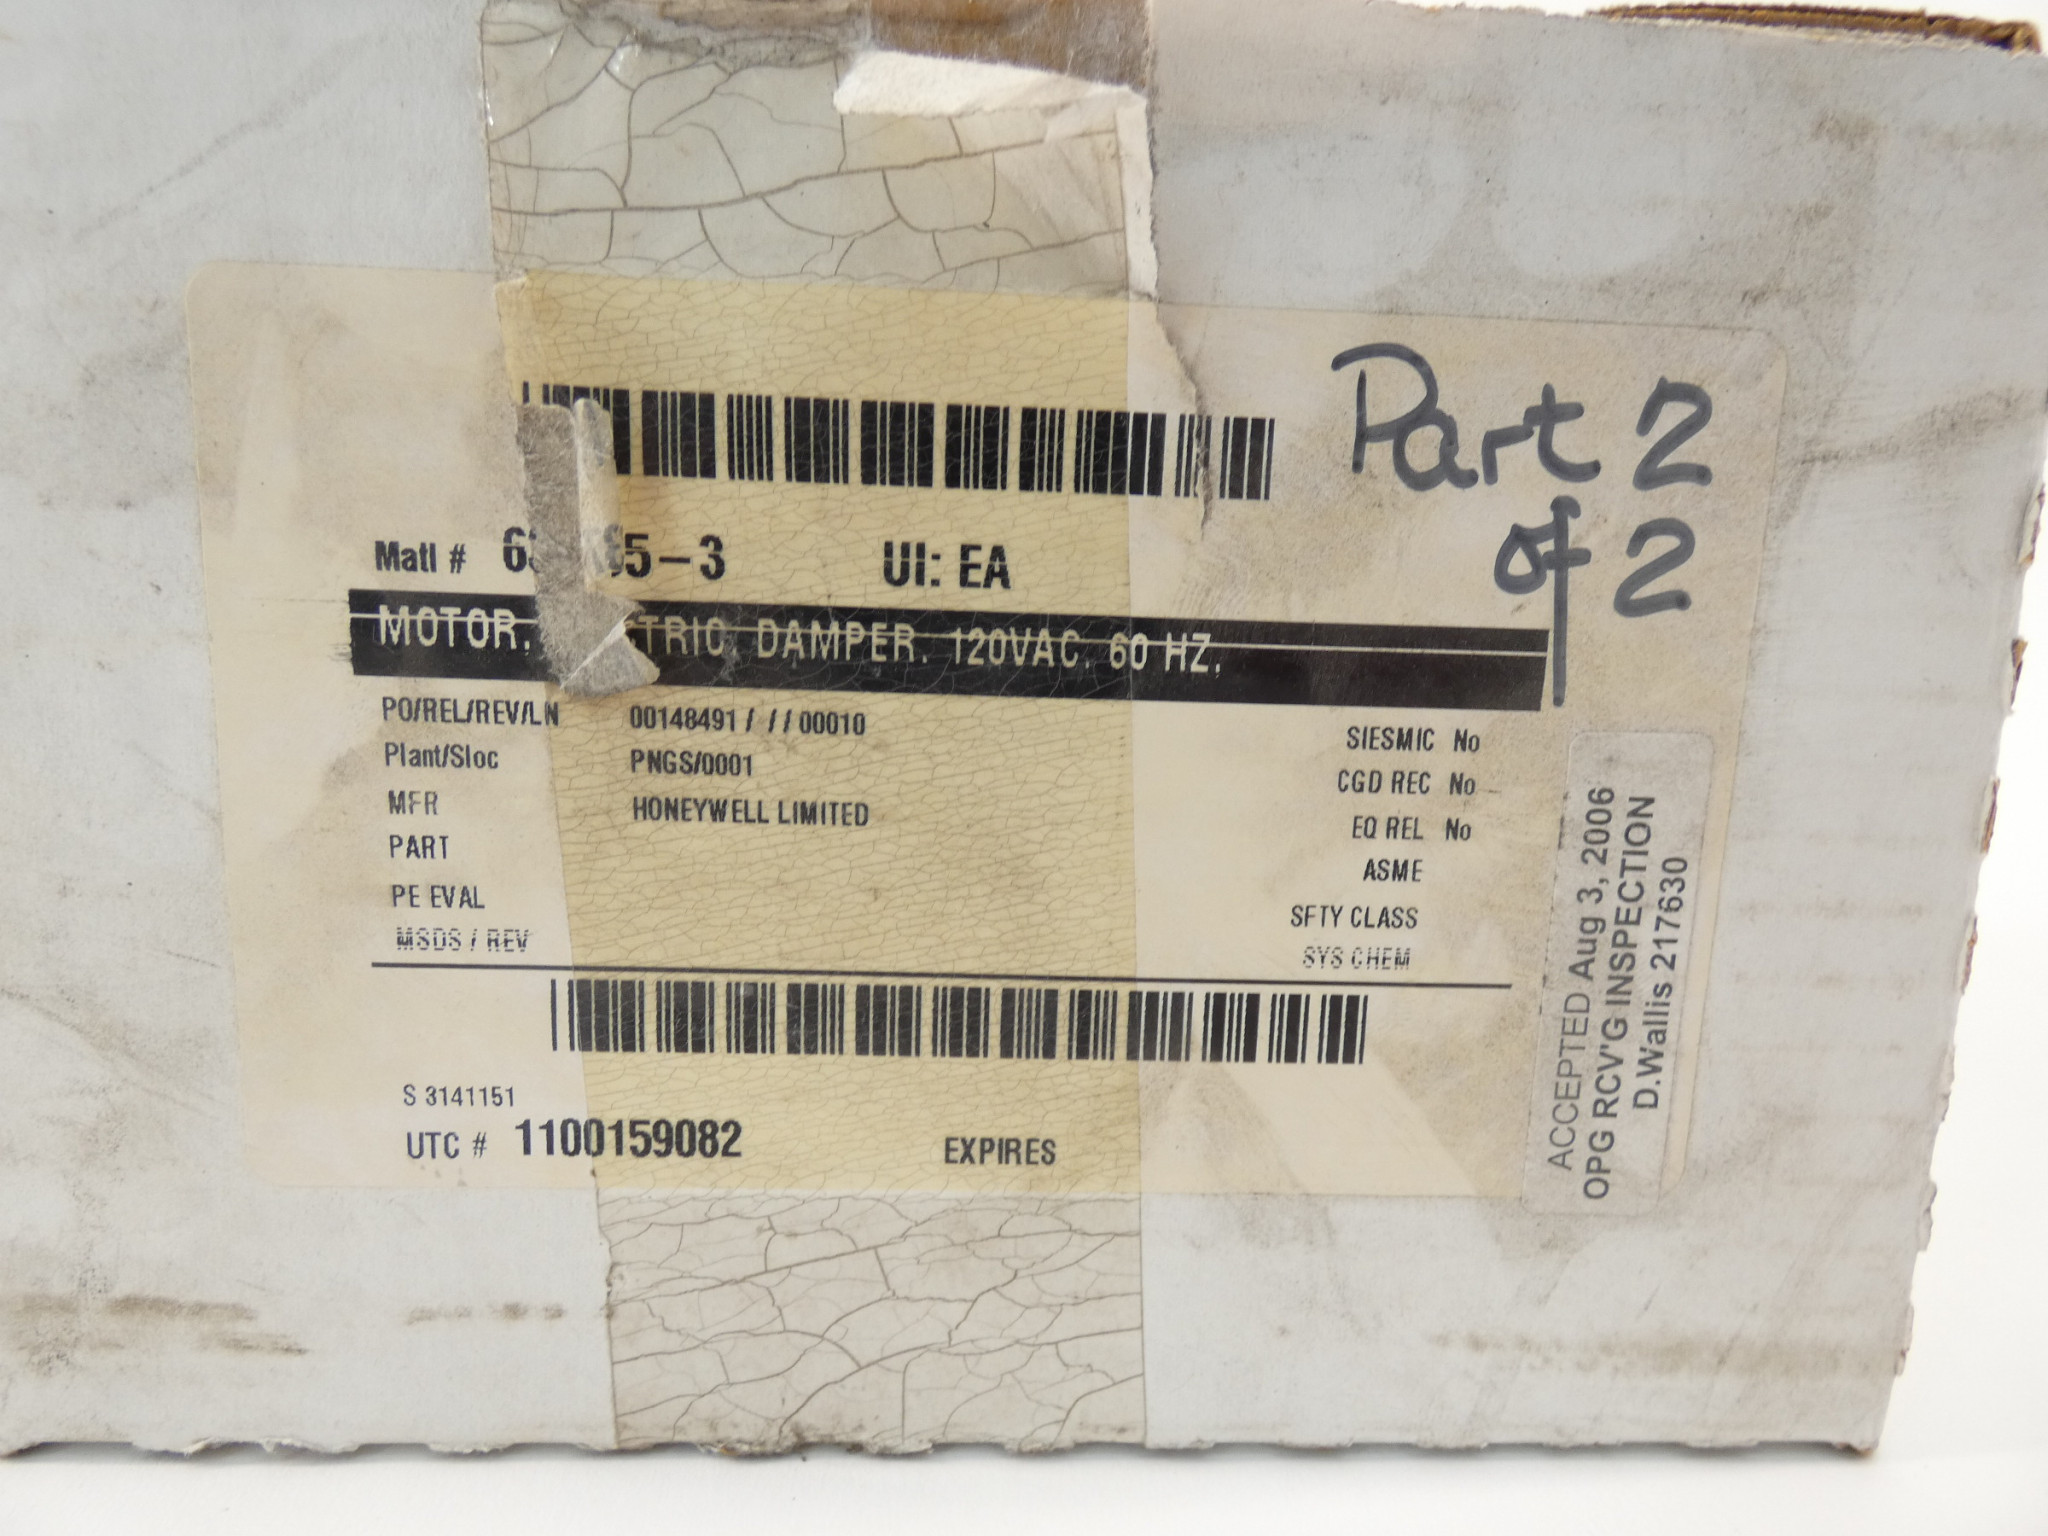 Part 2
of 2
Matl # 5-3 UI: EA
MOTOR, TRIC, DAMPER, 120VAC, 60 HZ,
PO/REL/REV/LN 00148491 / / / 00010
Plant/Sloc PNGS/0001
MFR HONEYWELL LIMITED
PART
PE EVAL
MSDS / REV
SIESMIC No
CGD REC No
EQ REL No
ASME
SFTY CLASS
SYS CHEM
S 3141151
UTC # 1100159082 EXPIRES
ACCEPTED Aug 3, 2006
OPG RCV'G INSPECTION
D.Wallis 217630